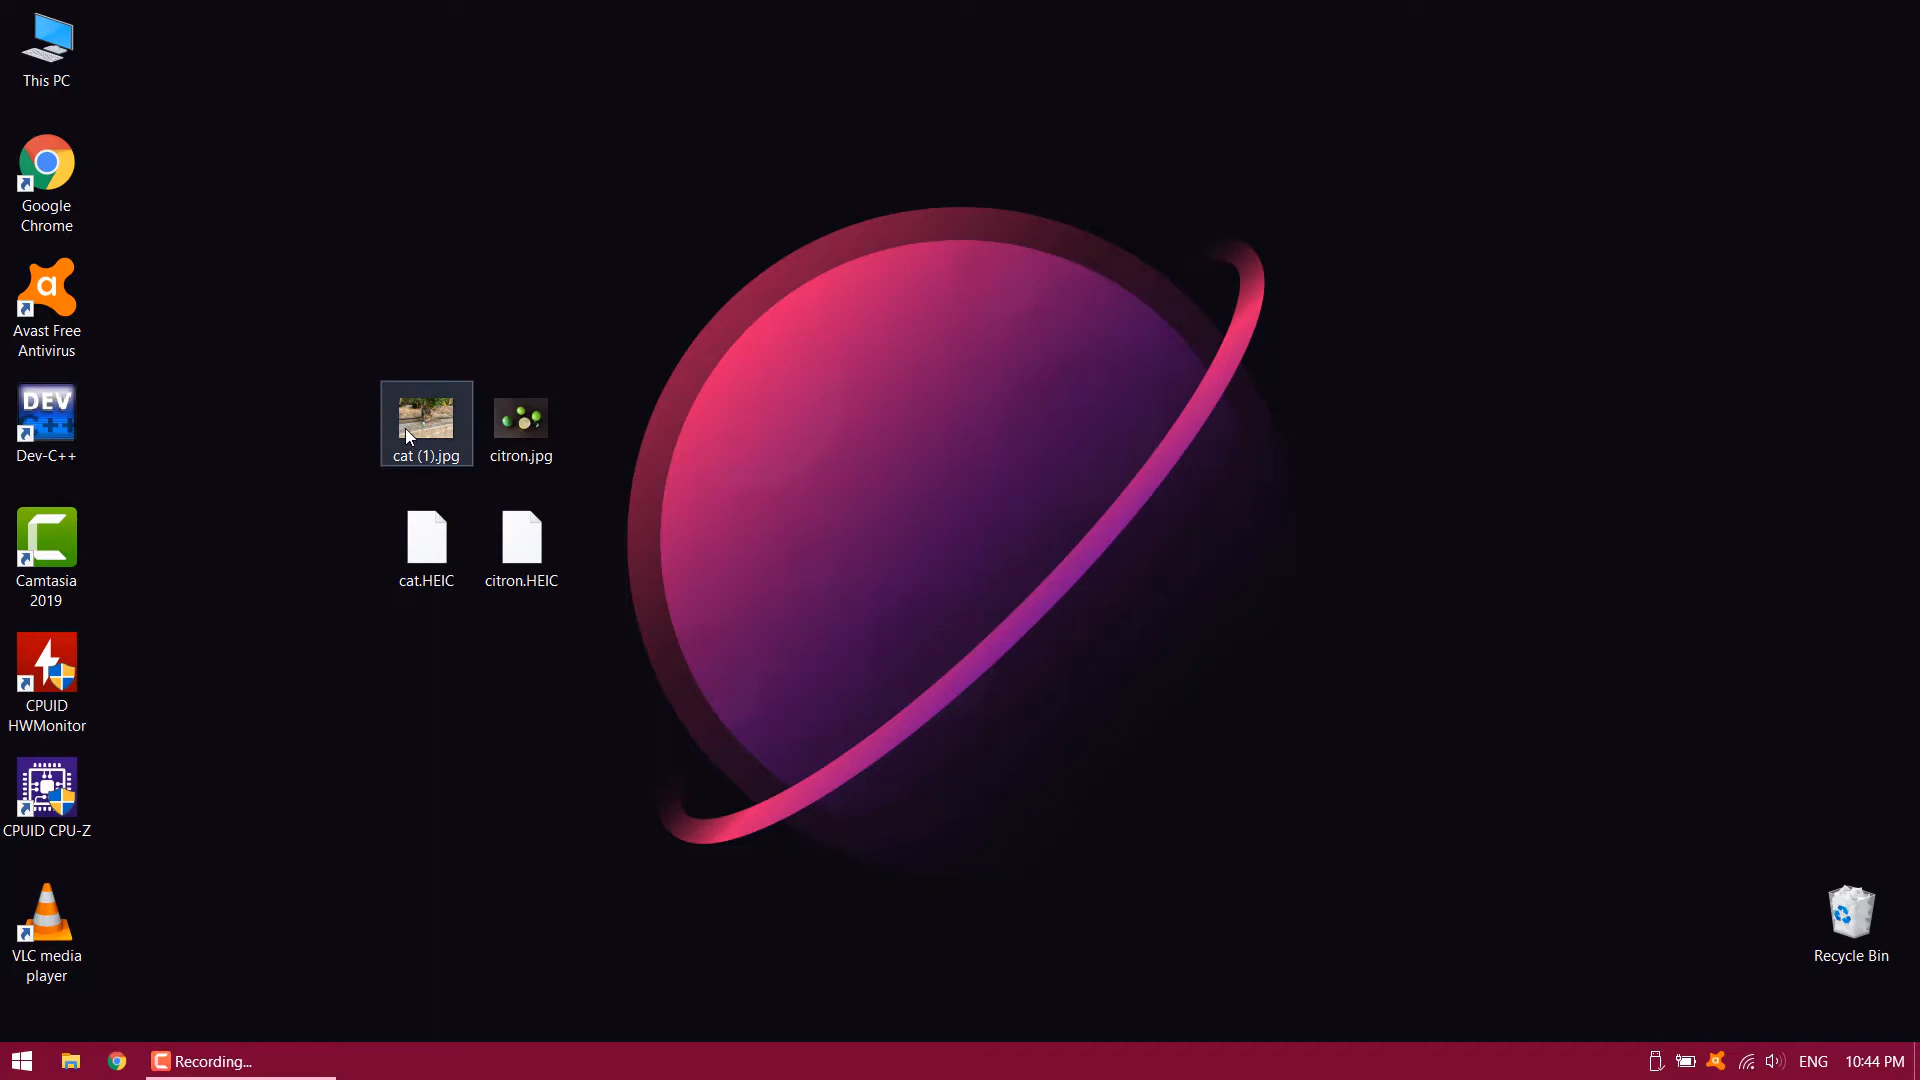 This PC
Google
Chrome
a
Avast Free
Antivirus
DEV
C++
Dev-C++
Camtasia
2019
CPUID
HWMonitor
CPUID CPU-Z
VLC media
player
cat (1).jpg
citron.jpg
cat.HEIC
citron.HEIC
Recycle Bin
Recording...
ENG
10:44 PM